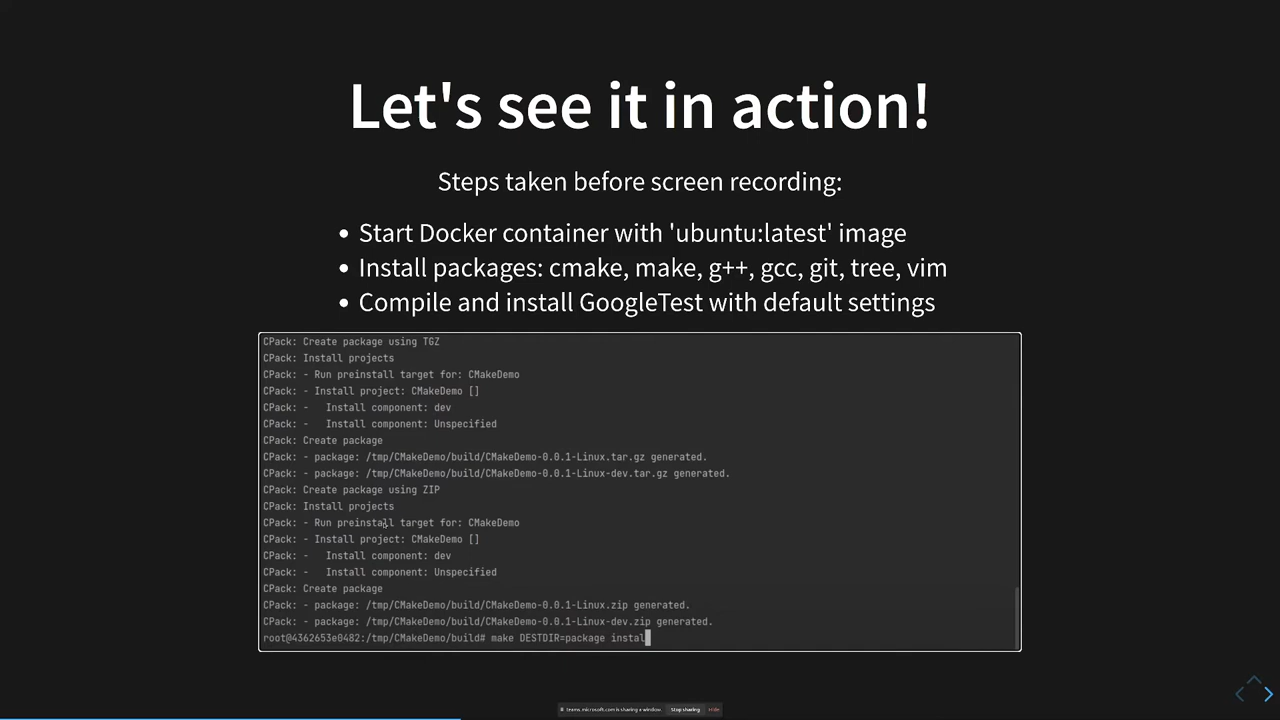 Let's see it in action!
Steps taken before screen recording:
• Start Docker container with 'ubuntu:latest' image
• Install packages: cmake, make, g++, gcc, git, tree, vim
• Compile and install GoogleTest with default settings
CPack: Create package using TGZ
CPack: Install projects
CPack: - Run preinstall target for: CMakeDemo
CPack: - Install project: CMakeDemo []
CPack: -   Install component: dev
CPack: -   Install component: Unspecified
CPack: Create package
CPack: - package: /tmp/CMakeDemo/build/CMakeDemo-0.0.1-Linux.tar.gz generated.
CPack: - package: /tmp/CMakeDemo/build/CMakeDemo-0.0.1-Linux-dev.tar.gz generated.
CPack: Create package using ZIP
CPack: Install projects
CPack: - Run preinstall target for: CMakeDemo
CPack: - Install project: CMakeDemo []
CPack: -   Install component: dev
CPack: -   Install component: Unspecified
CPack: Create package
CPack: - package: /tmp/CMakeDemo/build/CMakeDemo-0.0.1-Linux.zip generated.
CPack: - package: /tmp/CMakeDemo/build/CMakeDemo-0.0.1-Linux-dev.zip generated.
root@4362653e0482:/tmp/CMakeDemo/build# make DESTDIR=package instal
teams.microsoft.com is sharing a window. Stop sharing Hide